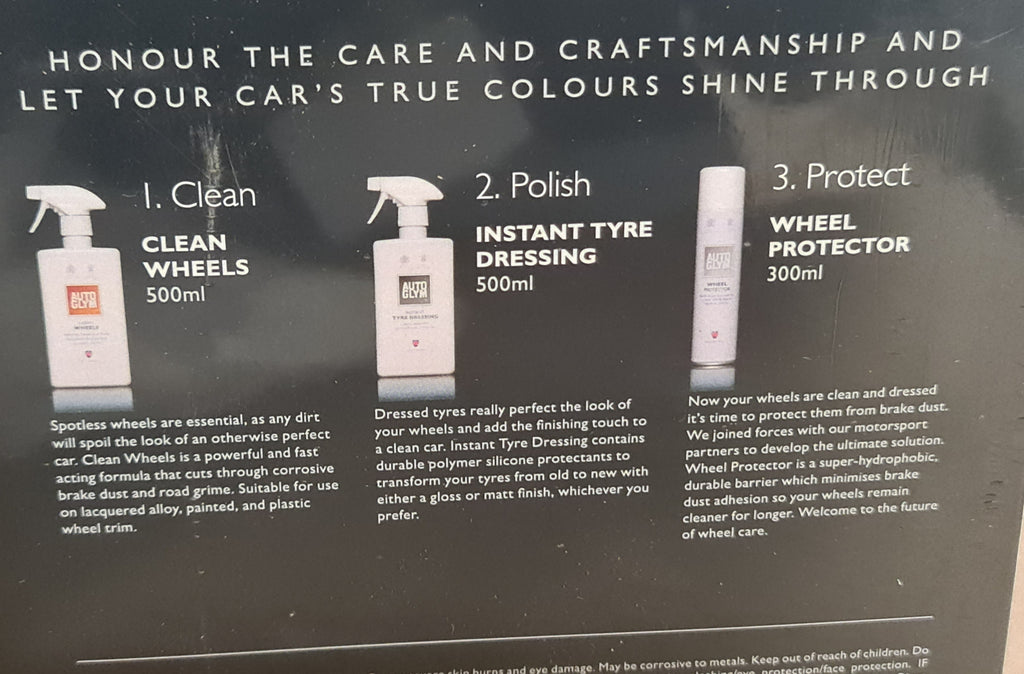 HONOUR THE CARE AND CRAFTSMANSHIP AND
LET YOUR CAR'S TRUE COLOURS SHINE THROUGH
1. Clean
CLEAN
WHEELS
500ml
AUTO
GLYM
WHEELS
Spotless wheels are essential, as any dirt
will spoil the look of an otherwise perfect
car. Clean Wheels is a powerful and fast
acting formula that cuts through corrosive
brake dust and road grime. Suitable for use
on lacquered alloy, painted, and plastic
wheel trim.
2. Polish
INSTANT TYRE
DRESSING
500ml
AUTO
GLYM
TYRE DRESSING
Dressed tyres really perfect the look of
your wheels and add the finishing touch to
a clean car. Instant Tyre Dressing contains
durable polymer silicone protectants to
transform your tyres from old to new with
either a gloss or matt finish, whichever you
prefer.
3. Protect
WHEEL
PROTECTOR
300ml
AUTO
GLYM
WHEEL
PROTECTOR
Now your wheels are clean and dressed
it's time to protect them from brake dust.
We joined forces with our motorsport
partners to develop the ultimate solution.
Wheel Protector is a super-hydrophobic,
durable barrier which minimises brake
dust adhesion so your wheels remain
cleaner for longer. Welcome to the future
of wheel care.
skin burns and eye damage. May be corrosive to metals. Keep out of reach of children. Do
protection/face protection. IF